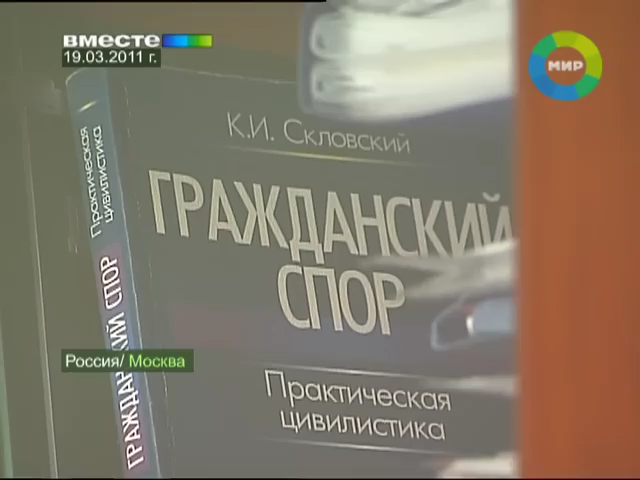 вместе
19.03.2011 г.
МИР
К.И. Скловский
ГРАЖДАНСКИЙ
СПОР
Практическая
цивилистика
Практическая
цивилистика
ГРАЖДАНСКИЙ СПОР
Россия/ Москва